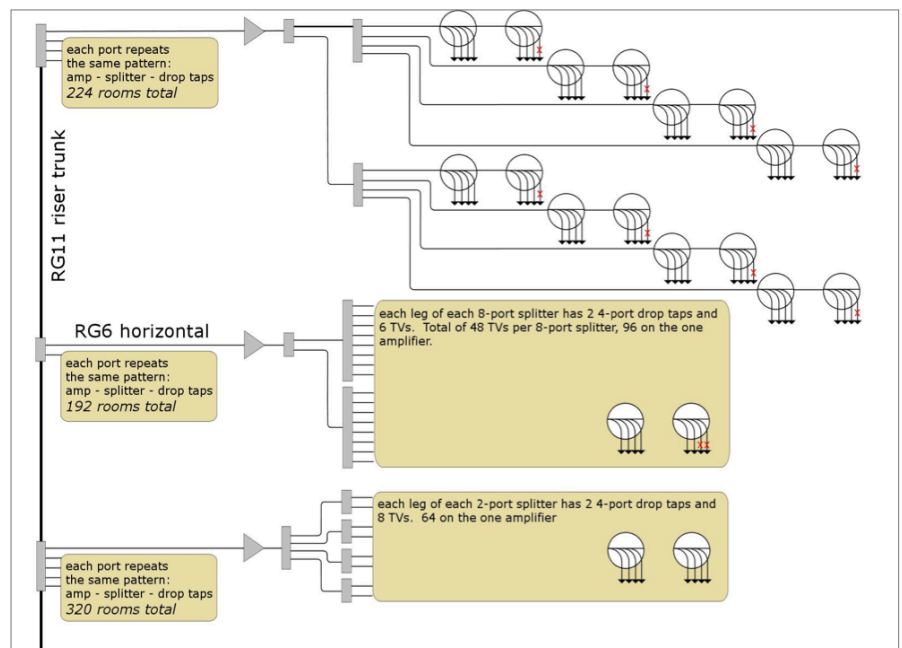 each port repeats
the same pattern:
amp - splitter - drop taps
224 rooms total
RG11 riser trunk
RG6 horizontal
each leg of each 8-port splitter has 2 4-port drop taps and
6 TVs. Total of 48 TVs per 8-port splitter, 96 on the one
amplifier.
each port repeats
the same pattern:
amp - splitter - drop taps
192 rooms total
each leg of each 2-port splitter has 2 4-port drop taps and
8 TVs. 64 on the one amplifier
each port repeats
the same pattern:
amp - splitter - drop taps
320 rooms total